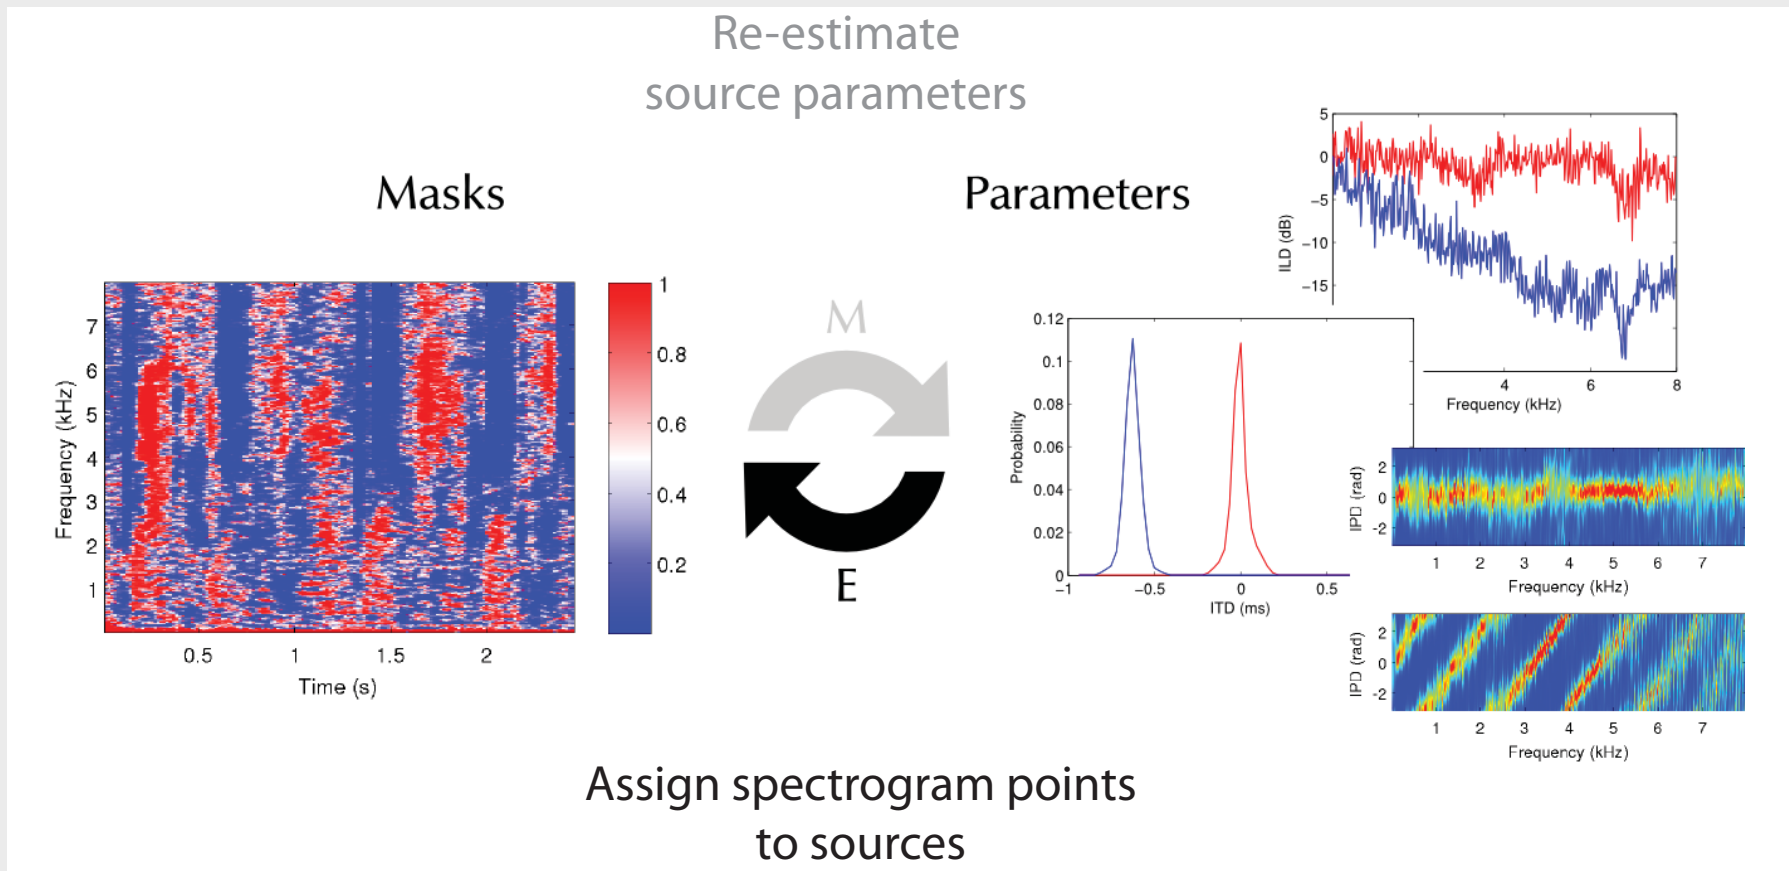 Re-estimate
source parameters
Masks
Parameters
Frequency (kHz)
7
6
5
4
3
2
1
0.5 1 1.5 2
Time (s)
1
0.8
0.6
0.4
0.2
M
E
Probability
0.12
0.1
0.08
0.06
0.04
0.02
0
−1 −0.5 0 0.5
ITD (ms)
ILD (dB)
5
0
−5
−10
−15
4 6 8
Frequency (kHz)
IPD (rad)
2
0
-2
1 2 3 4 5 6 7
Frequency (kHz)
IPD (rad)
2
0
-2
1 2 3 4 5 6 7
Frequency (kHz)
Assign spectrogram points
to sources